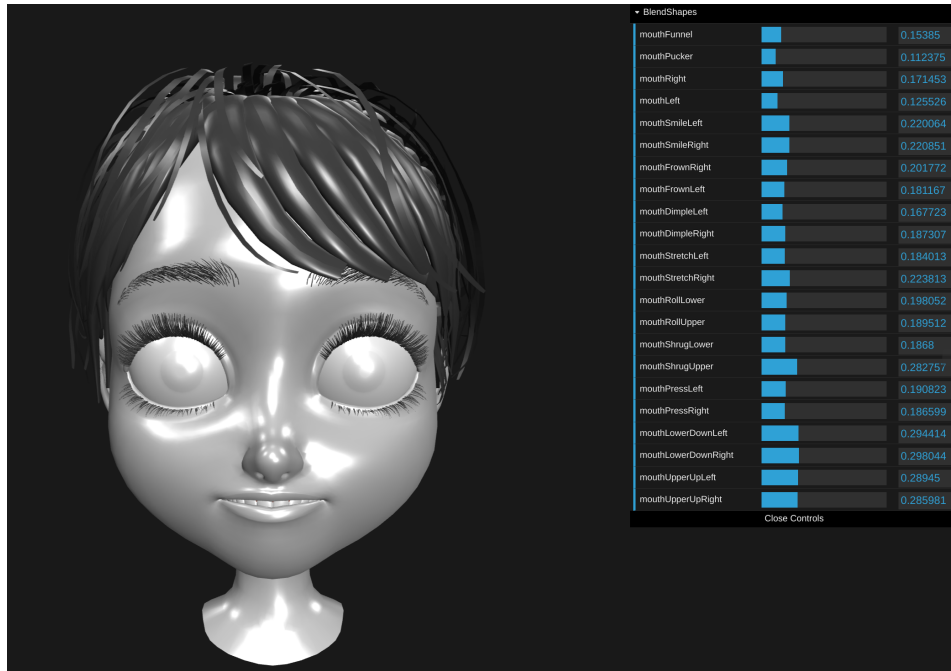 BlendShapes
mouthFunnel 0.15385
mouthPucker 0.112375
mouthRight 0.171453
mouthLeft 0.125526
mouthSmileLeft 0.220064
mouthSmileRight 0.220851
mouthFrownRight 0.201772
mouthFrownLeft 0.181167
mouthDimpleLeft 0.167723
mouthDimpleRight 0.187307
mouthStretchLeft 0.184013
mouthStretchRight 0.223813
mouthRollLower 0.198052
mouthRollUpper 0.189512
mouthShrugLower 0.1868
mouthShrugUpper 0.282757
mouthPressLeft 0.190823
mouthPressRight 0.186599
mouthLowerDownLeft 0.294414
mouthLowerDownRight 0.298044
mouthUpperUpLeft 0.28945
mouthUpperUpRight 0.285981
Close Controls